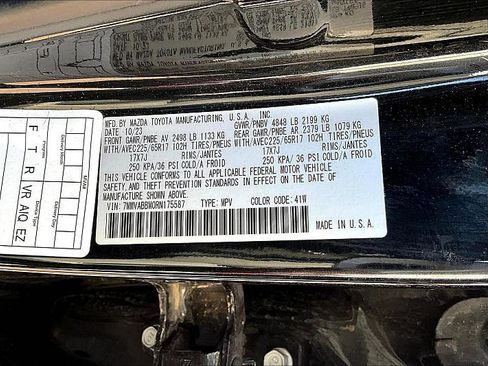 MFD. BY MAZDA TOYOTA MANUFACTURING, U.S.A. INC.
DATE 10/23 GVWR/PNBV 4848 LB 2199 KG
FRONT GAWR/PNBE AV 2498 LB 1133 KG REAR GAWR/PNBE AR 2379 LB 1079 KG
WITH/AVEC225/65R17 102H TIRES/PNEUS WITH/AVEC225/65R17 102H TIRES/PNEUS
17X7J RIMS/JANTES 17X7J RIMS/JANTES
250 KPA/ 36 PSI COLD/A FROID 250 KPA/ 36 PSI COLD/A FROID
THIS VEHICLE CONFORMS TO ALL APPLICABLE FEDERAL MOTOR VEHICLE
SAFETY AND THEFT PREVENTION STANDARDS IN EFFECT ON THE DATE OF
MANUFACTURE SHOWN ABOVE.
VIN: TYPE: MPV COLOR CODE: 41W
MADE IN U.S.A.
F T R VR AIQ EZ